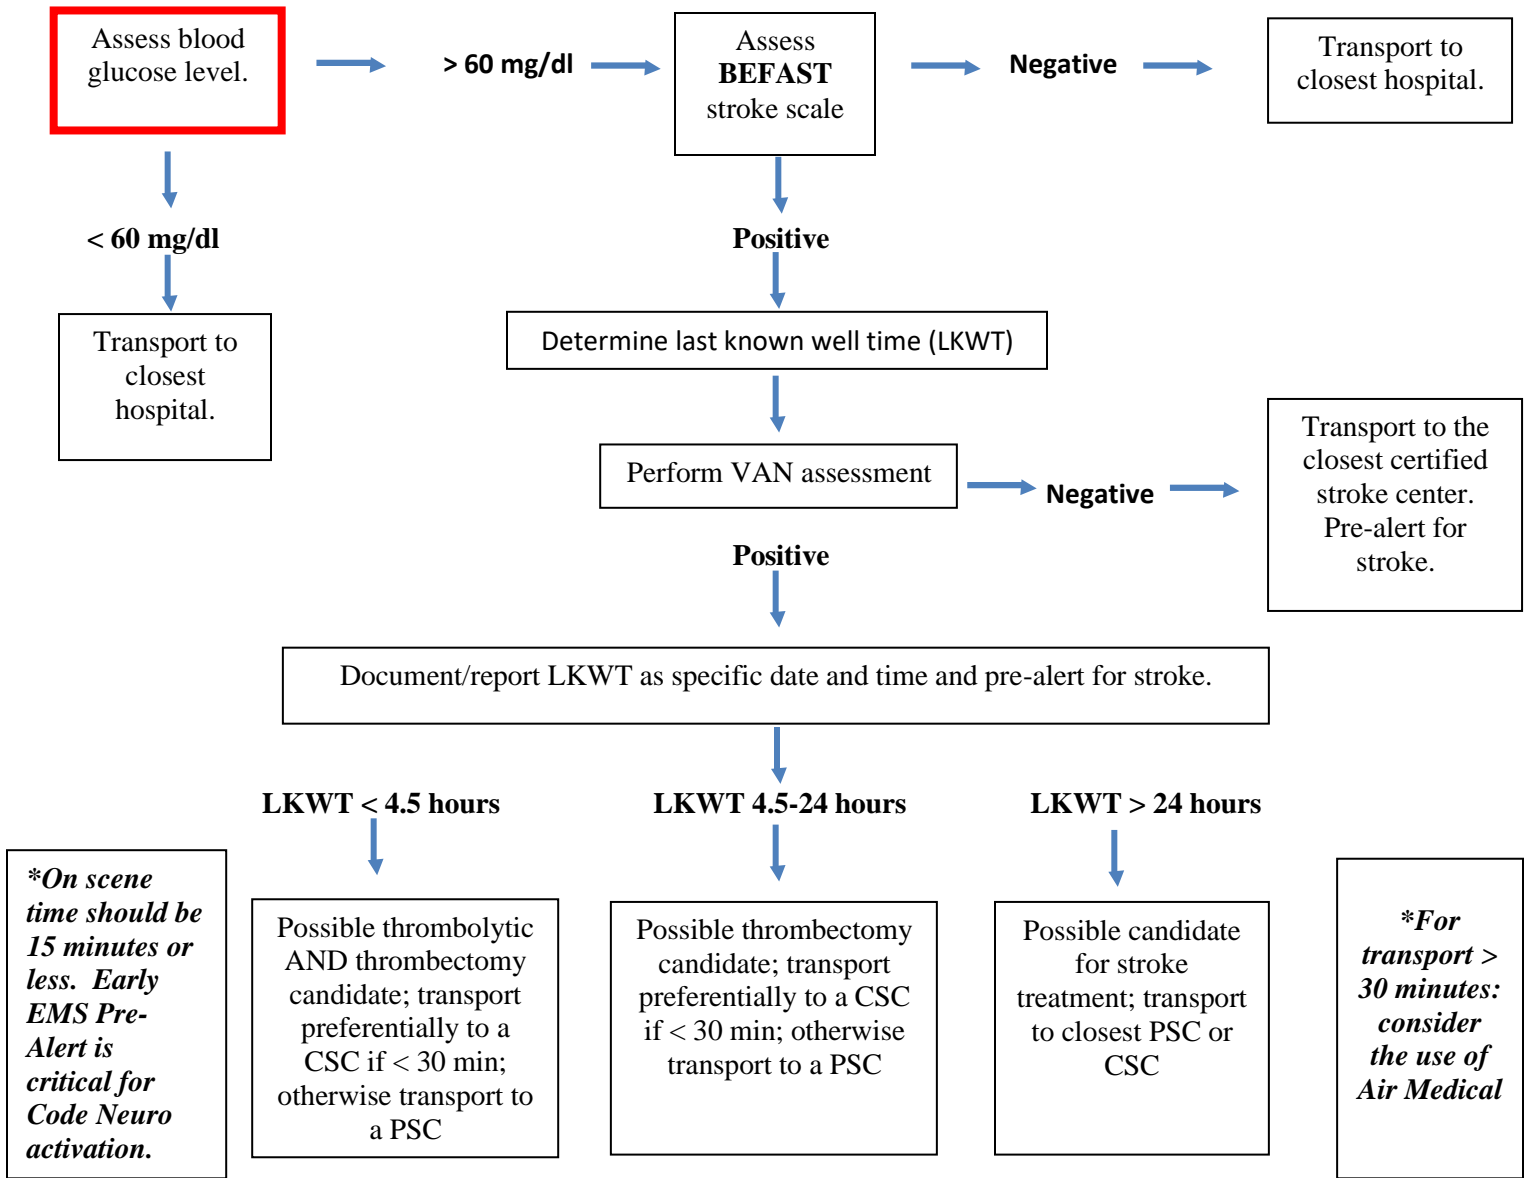 Assess blood
glucose level.
> 60 mg/dl
Assess
BEFAST
stroke scale
Negative
Transport to
closest hospital.
< 60 mg/dl
Positive
Transport to
closest
hospital.
Determine last known well time (LKWT)
Perform VAN assessment
Negative
Transport to the
closest certified
stroke center.
Pre-alert for
stroke.
Positive
Document/report LKWT as specific date and time and pre-alert for stroke.
LKWT < 4.5 hours
LKWT 4.5-24 hours
LKWT > 24 hours
*On scene
time should be
15 minutes or
less. Early
EMS Pre-
Alert is
critical for
Code Neuro
activation.
Possible thrombolytic
AND thrombectomy
candidate; transport
preferentially to a
CSC if < 30 min;
otherwise transport to
a PSC
Possible thrombectomy
candidate; transport
preferentially to a CSC
if < 30 min; otherwise
transport to a PSC
Possible candidate
for stroke
treatment; transport
to closest PSC or
CSC
*For
transport >
30 minutes:
consider
the use of
Air Medical